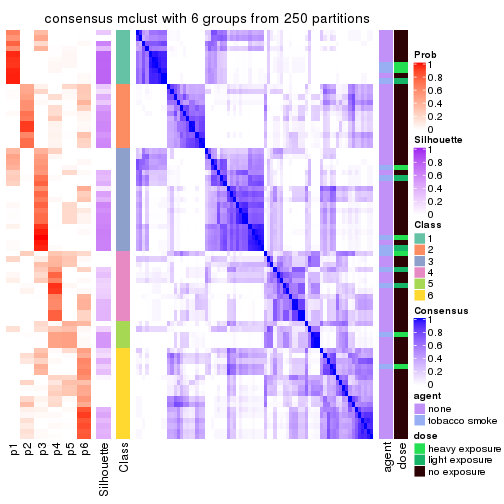 consensus mclust with 6 groups from 250 partitions
Prob
1
0.8
0.6
0.4
0.2
0
Silhouette
1
0.8
0.6
0.4
0.2
0
Class
1
2
3
4
5
6
Consensus
1
0.8
0.6
0.4
0.2
0
agent
none
tobacco smoke
dose
heavy exposure
light exposure
no exposure
p1
p2
p3
p4
p5
p6
Silhouette
Class
agent
dose